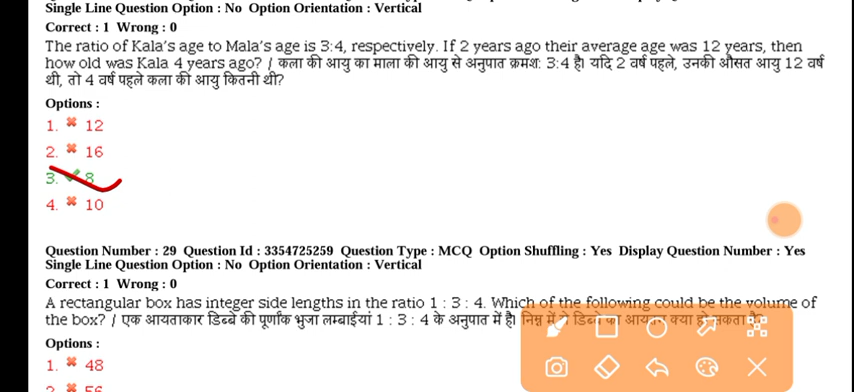 Single Line Question Option : No Option Orientation : Vertical
Correct : 1 Wrong : 0
The ratio of Kala's age to Mala's age is 3:4, respectively. If 2 years ago their average age was 12 years, then
how old was Kala 4 years ago? / कला की आयु का माला की आयु से अनुपात क्रमश: 3:4 है। यदि 2 वर्ष पहले, उनकी औसत आयु 12 वर्ष
थी, तो 4 वर्ष पहले कला की आयु कितनी थी?
Options :
1. ✖ 12
2. ✖ 16
3. ✔ 8
4. ✖ 10
Question Number : 29 Question Id : 3354725259 Question Type : MCQ Option Shuffling : Yes Display Question Number : Yes
Single Line Question Option : No Option Orientation : Vertical
Correct : 1 Wrong : 0
A rectangular box has integer side lengths in the ratio 1 : 3 : 4. Which of the following could be the volume of
the box? / एक आयताकार डिब्बे की पूर्णांक भुजा लम्बाईयां 1 : 3 : 4 के अनुपात में है। निम्न में से डिब्बे का आयतन क्या हो सकता है?
Options :
1. ✖ 48
2. ✖ 56